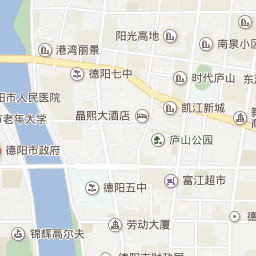 阳光高地
港湾丽景
南泉小区
德阳七中
时代庐山
阳市人民医院
晶熙大酒店
凯江新城
市老年大学
庐山公园
德阳市政府
德阳五中
富江超市
劳动大厦
锦辉高尔夫